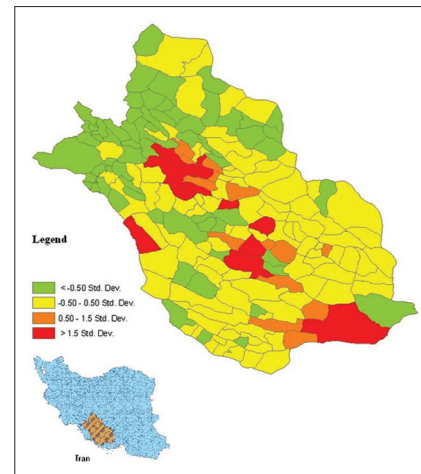 Legend
< -0.50 Std. Dev.
-0.50 - 0.50 Std. Dev.
0.50 - 1.5 Std. Dev.
> 1.5 Std. Dev.
Iran